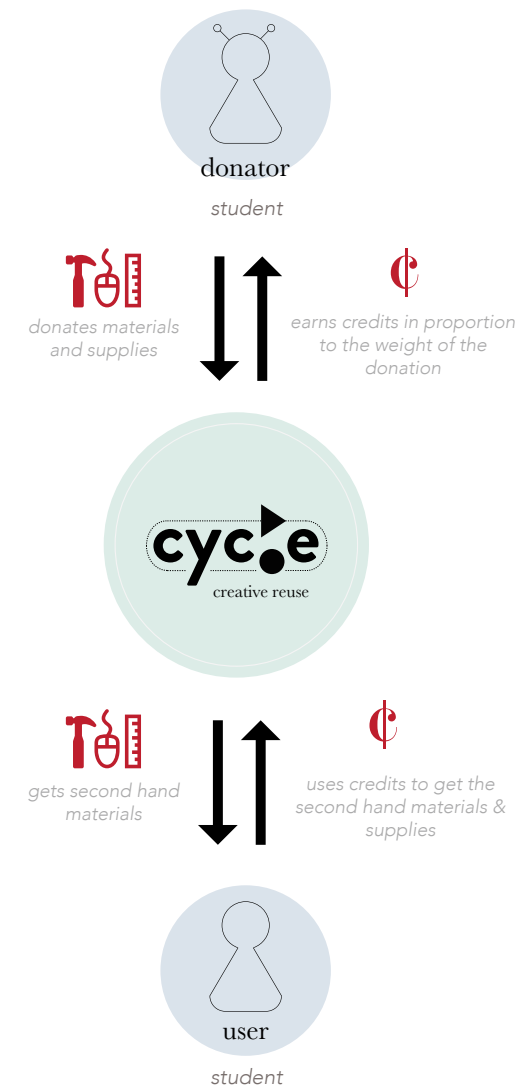 donator
student
donates materials
and supplies
¢
earns credits in proportion
to the weight of the
donation
cycle
creative reuse
gets second hand
materials
¢
uses credits to get the
second hand materials &
supplies
user
student